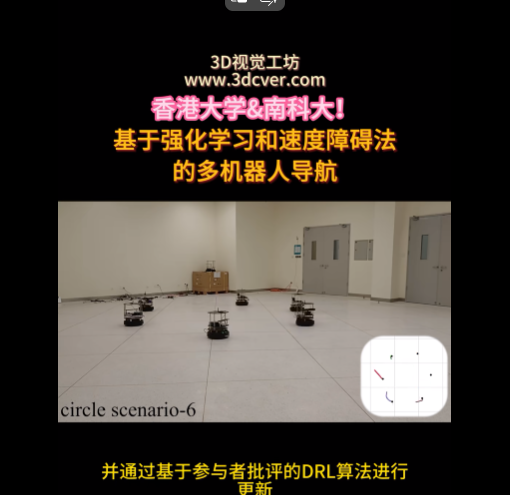 3D视觉工坊
www.3dcver.com
香港大学&南科大！
基于强化学习和速度障碍法
的多机器人导航
circle scenario-6
并通过基于参与者批评的DRL算法进行
更新